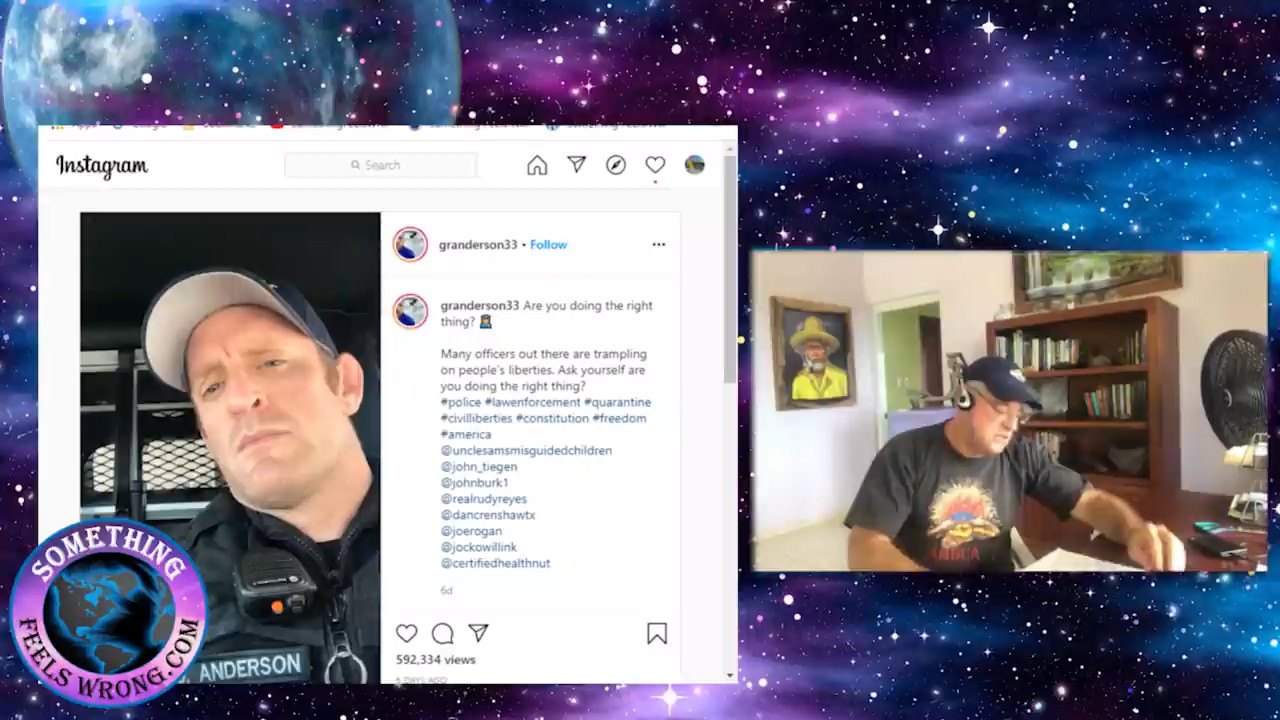 Instagram
Search
granderson33 • Follow
granderson33 Are you doing the right
thing?
Many officers out there are trampling
on people's liberties. Ask yourself are
you doing the right thing?
#police #lawenforcement #quarantine
#civilliberties #constitution #freedom
#america
@unclesamsmisguidedchildren
@john_tiegen
@johnburk1
@realrudyreyes
@dancrenshawtx
@joerogan
@jockowillink
@certifiedhealthnut
6d
592,334 views
ANDERSON
SOMETHING
FEELS WRONG.COM